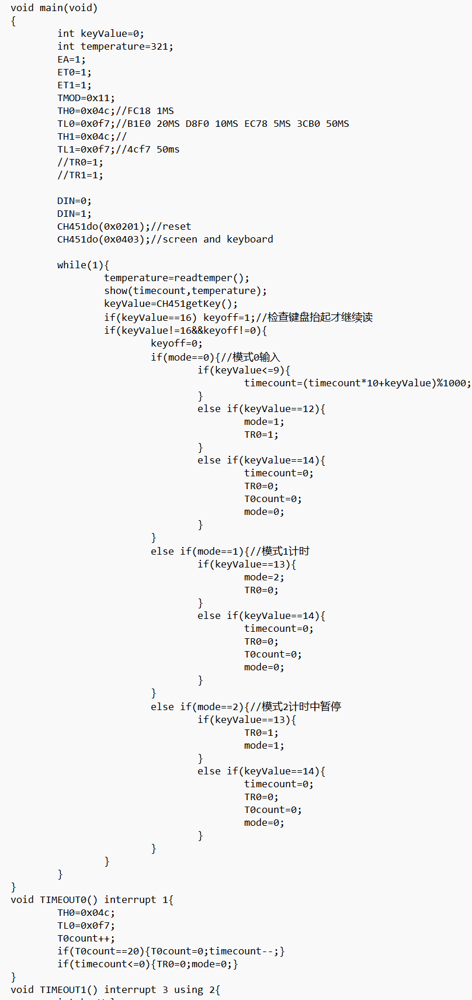 void main(void)
{
int keyValue=0;
int temperature=321;
EA=1;
ET0=1;
ET1=1;
TMOD=0x11;
TH0=0x04c;//FC18 1MS
TL0=0x0f7;//B1E0 20MS D8F0 10MS EC78 5MS 3CB0 50MS
TH1=0x04c;//
TL1=0x0f7;//4cf7 50ms
//TR0=1;
//TR1=1;
DIN=0;
DIN=1;
CH451do(0x0201);//reset
CH451do(0x0403);//screen and keyboard
while(1){
temperature=readtemper();
show(timecount,temperature);
keyValue=CH451getKey();
if(keyValue==16) keyoff=1;//检查键盘抬起才继续读
if(keyValue!=16&&keyoff!=0){
keyoff=0;
if(mode==0){//模式0输入
if(keyValue<=9){
timecount=(timecount*10+keyValue)%1000;
}
else if(keyValue==12){
mode=1;
TR0=1;
}
else if(keyValue==14){
timecount=0;
TR0=0;
T0count=0;
mode=0;
}
}
else if(mode==1){//模式1计时
if(keyValue==13){
mode=2;
TR0=0;
}
else if(keyValue==14){
timecount=0;
TR0=0;
T0count=0;
mode=0;
}
}
else if(mode==2){//模式2计时中暂停
if(keyValue==13){
TR0=1;
mode=1;
}
else if(keyValue==14){
timecount=0;
TR0=0;
T0count=0;
mode=0;
}
}
}
}
}
void TIMEOUT0() interrupt 1{
TH0=0x04c;
TL0=0x0f7;
T0count++;
if(T0count==20){T0count=0;timecount--;}
if(timecount<=0){TR0=0;mode=0;}
}
void TIMEOUT1() interrupt 3 using 2{